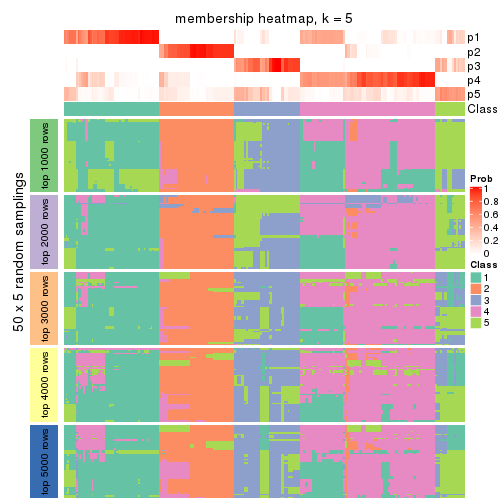 membership heatmap, k = 5
p1
p2
p3
p4
p5
Class
50 x 5 random samplings
top 1000 rows
top 2000 rows
top 3000 rows
top 4000 rows
top 5000 rows
Prob
1
0.8
0.6
0.4
0.2
0
Class
1
2
3
4
5